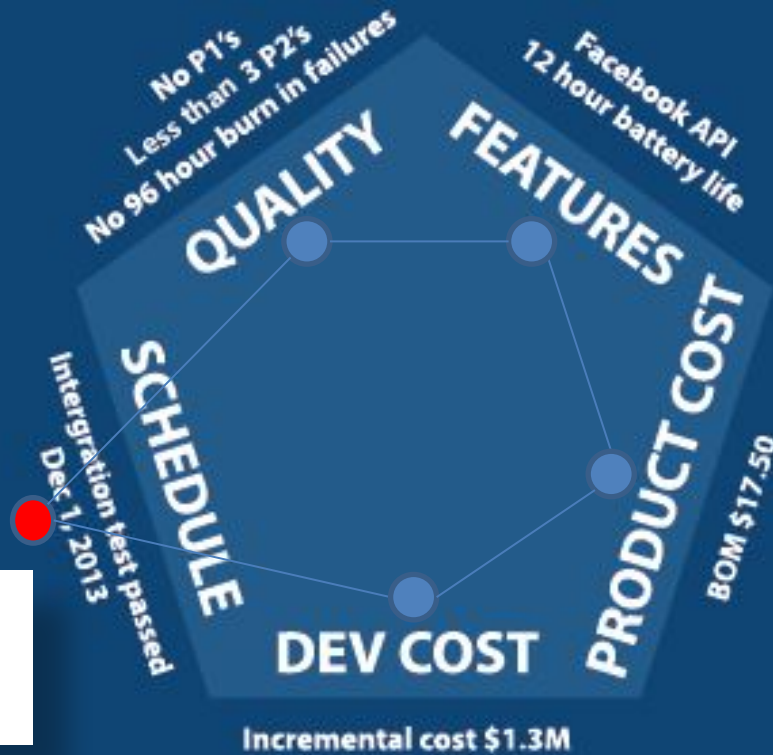 No P1's
Less than 3 P2's
No 96 hour burn in failures
QUALITY
Facebook API
12 hour battery life
FEATURES
SCHEDULE
Intergration test passed
Dec 1, 2013
PRODUCT COST
BOM $17.50
DEV COST
Incremental cost $1.3M